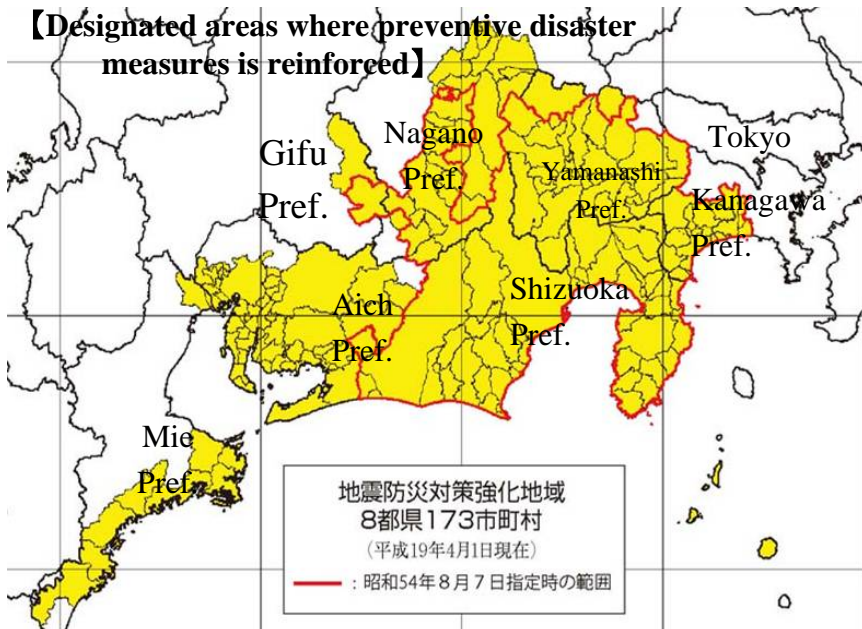 【Designated areas where preventive disaster
measures is reinforced】
Gifu
Pref.
Nagano
Pref.
Yamanashi
Pref.
Tokyo
Kanagawa
Pref.
Aich
Pref.
Shizuoka
Pref.
Mie
Pref.
地震防災対策強化地域
8都県173市町村
(平成19年4月1日現在)
：昭和54年8月7日指定時の範囲